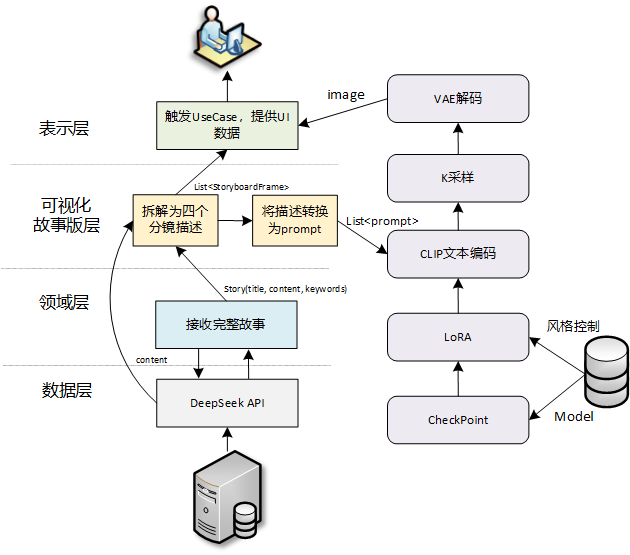 表示层
触发UseCase，提供UI
数据
image
VAE解码
K采样
可视化
故事版层
List<StoryboardFrame>
拆解为四个
分镜描述
将描述转换
为prompt
List<prompt>
CLIP文本编码
领域层
Story(title, content, keywords)
接收完整故事
LoRA
风格控制
数据层
content
DeepSeek API
CheckPoint
Model